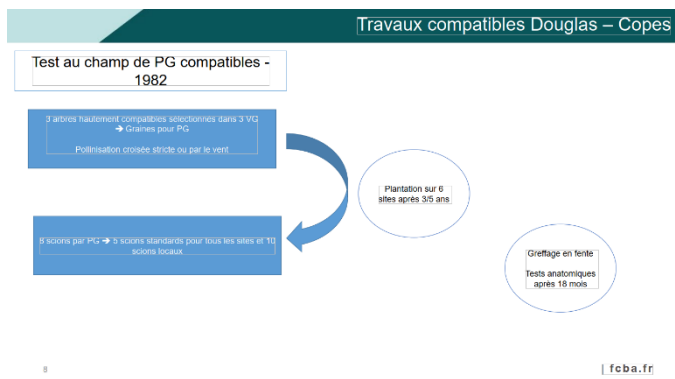 Travaux compatibles Douglas – Copes
Test au champ de PG compatibles -
1982
3 arbres hautement compatibles sélectionnés dans 3 VG
➔ Graines pour PG
Pollinisation croisée stricte ou par le vent
Plantation sur 6
sites après 3/5 ans
8 scions par PG ➔ 5 scions standards pour tous les sites et 10
scions locaux
Greffage en fente
Tests anatomiques
après 18 mois
8
| fcba.fr